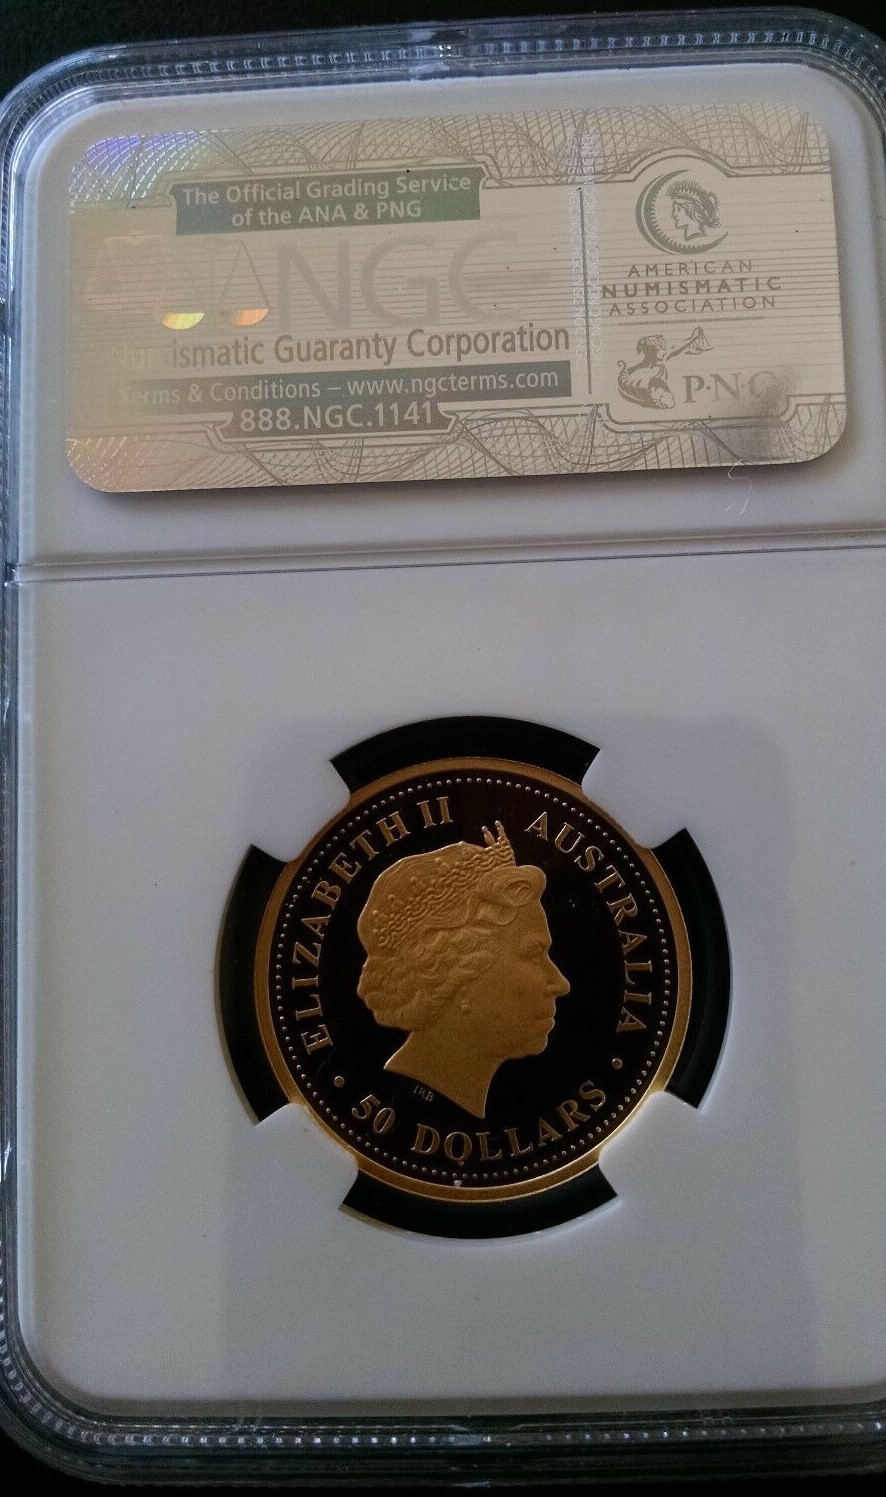 The Official Grading Service
of the ANA & PNG
NGC
Numismatic Guaranty Corporation
Terms & Conditions – www.ngcterms.com
888.NGC.1141
AMERICAN
NUMISMATIC
ASSOCIATION
P·N·G
ELIZABETH II AUSTRALIA
IRB
• 50 DOLLARS •